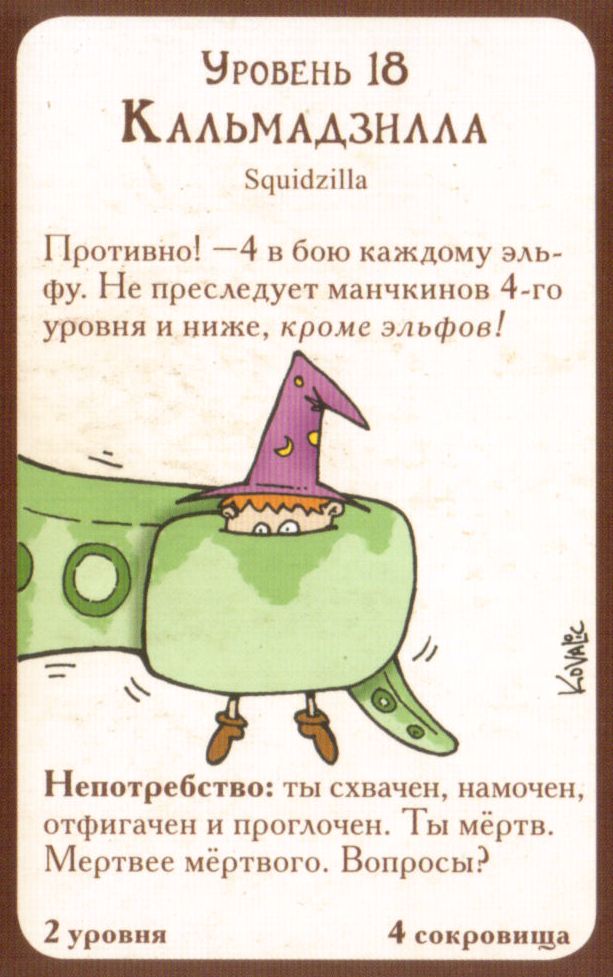 Уровень 18
Кальмадзилла
Squidzilla
Противно! —4 в бою каждому эль-
фу. Не преследует манчкинов 4-го
уровня и ниже, кроме эльфов!
Kovalic
Непотребство: ты схвачен, намочен,
отфигачен и проглочен. Ты мёртв.
Мертвее мёртвого. Вопросы?
2 уровня
4 сокровища